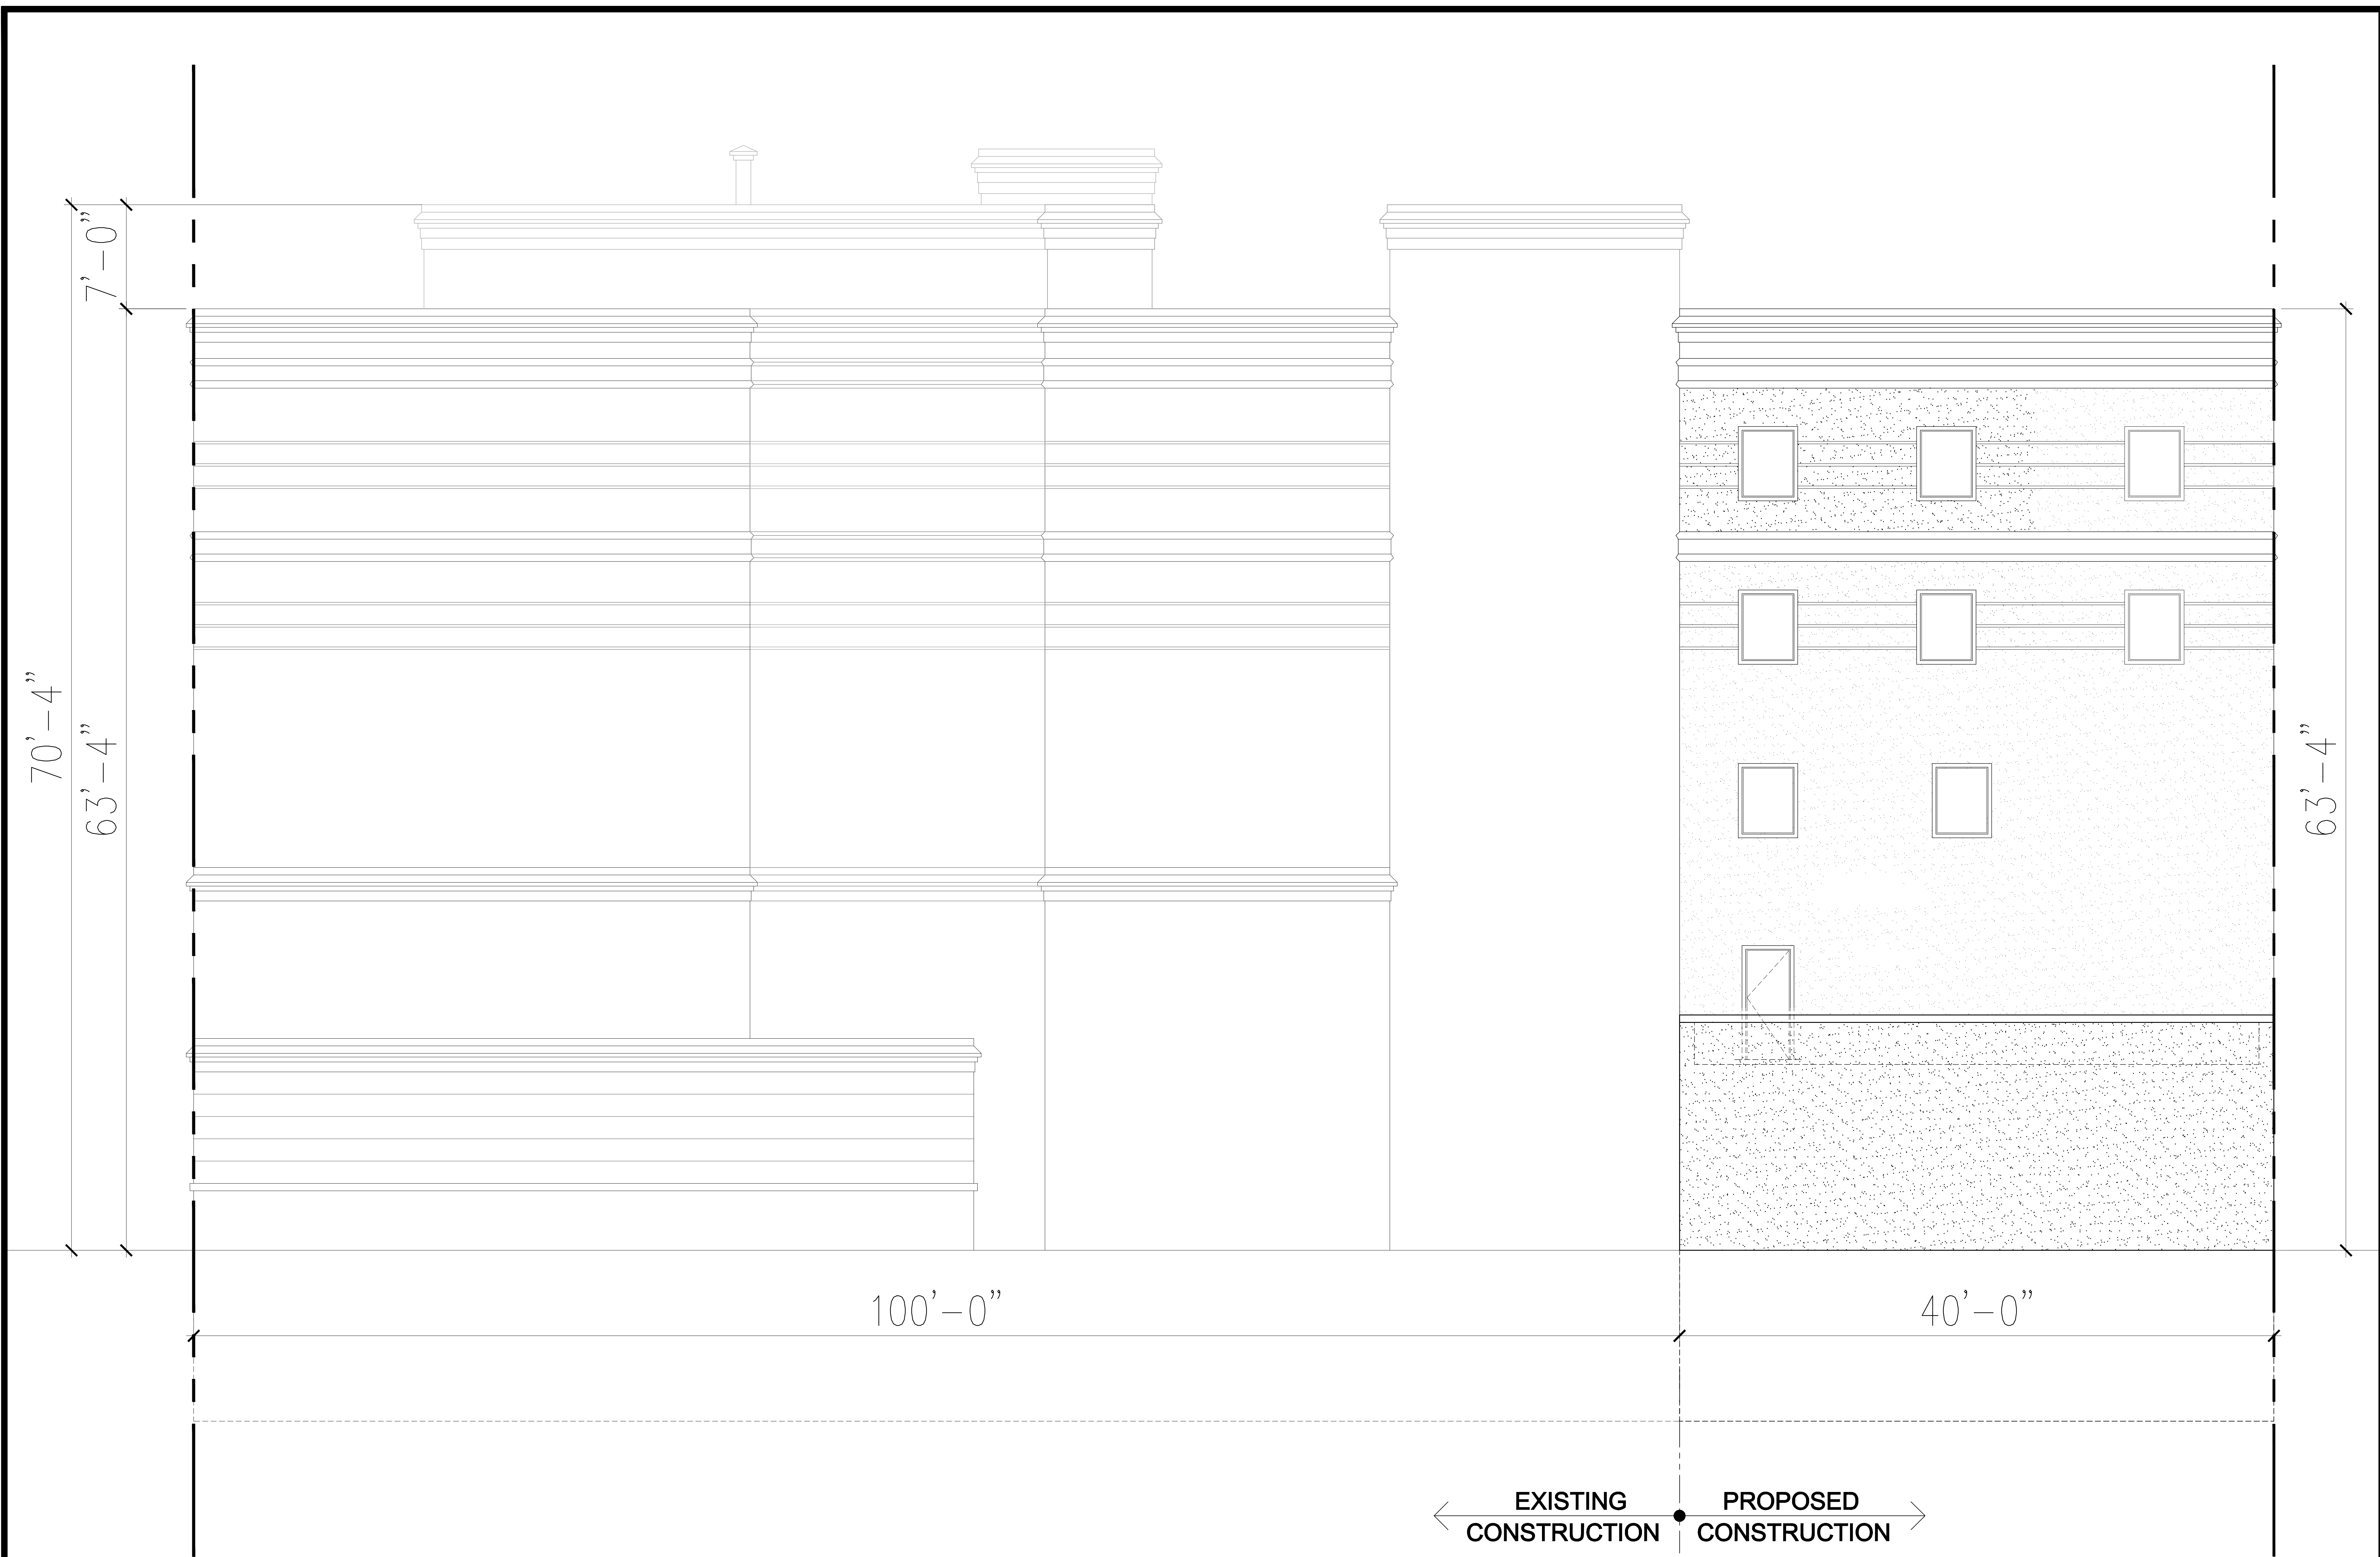 7'-0"
70'-4"
63'-4"
63'-4"
100'-0"
40'-0"
EXISTING
CONSTRUCTION
PROPOSED
CONSTRUCTION